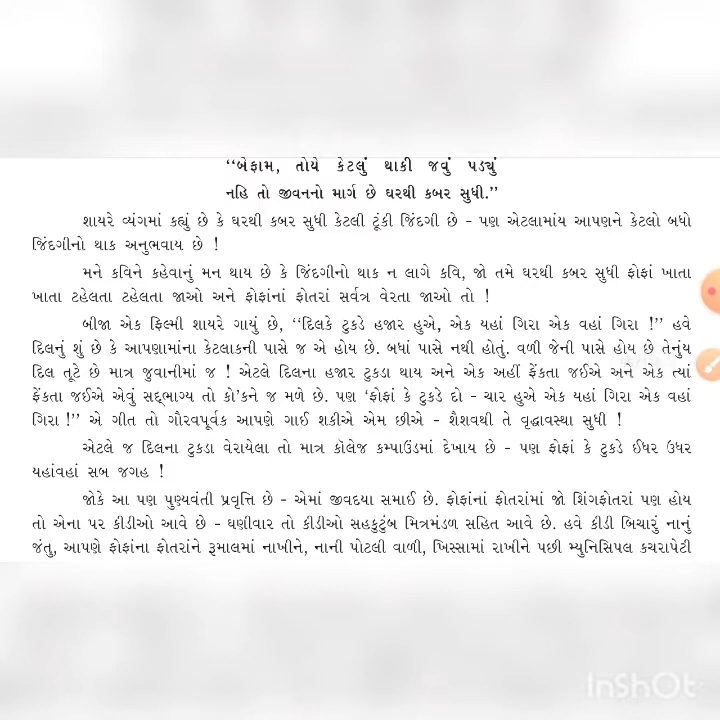 “બેફામ, તોયે કેટલું થાકી જવું પડ્યું
નહિ તો જીવનનો માર્ગ છે ઘરથી કબર સુધી.”
શાયરે વ્યંગમાં કહ્યું છે કે ઘરથી કબર સુધી કેટલી ટૂંકી જિંદગી છે - પણ એટલામાંય આપણને કેટલો બધો
જિંદગીનો થાક અનુભવાય છે !
મને કવિને કહેવાનું મન થાય છે કે જિંદગીનો થાક ન લાગે કવિ, જો તમે ઘરથી કબર સુધી ફોફાં ખાતા
ખાતા ટહેલતા ટહેલતા જાઓ અને ફોફાંનાં ફોતરાં સર્વત્ર વેરતા જાઓ તો !
બીજા એક ફિલ્મી શાયરે ગાયું છે, “દિલકે ટુકડે હજાર હુએ, એક યહાં ગિરા એક વહાં ગિરા !” હવે
દિલનું શું છે કે આપણામાંના કેટલાકની પાસે જ એ હોય છે. બધાં પાસે નથી હોતું. વળી જેની પાસે હોય છે તેનુંય
દિલ તૂટે છે માત્ર જુવાનીમાં જ ! એટલે દિલના હજાર ટુકડા થાય અને એક અહીં ફેંકતા જઈએ અને એક ત્યાં
ફેંકતા જઈએ એવું સદ્ભાગ્ય તો કો’કને જ મળે છે. પણ ‘ફોફાં કે ટુકડે દો - ચાર હુએ એક યહાં ગિરા એક વહાં
ગિરા !” એ ગીત તો ગૌરવપૂર્વક આપણે ગાઈ શકીએ એમ છીએ - શૈશવથી તે વૃદ્ધાવસ્થા સુધી !
એટલે જ દિલના ટુકડા વેરાયેલા તો માત્ર કૉલેજ કમ્પાઉંડમાં દેખાય છે - પણ ફોફાં કે ટુકડે ઈધર ઉધર
યહાંવહાં સબ જગહ !
જોકે આ પણ પુણ્યવંતી પ્રવૃત્તિ છે - એમાં જીવદયા સમાઈ છે. ફોફાંનાં ફોતરાંમાં જો શિંગફોતરાં પણ હોય
તો એના પર કીડીઓ આવે છે - ઘણીવાર તો કીડીઓ સહકુટુંબ મિત્રમંડળ સહિત આવે છે. હવે કીડી બિચારું નાનું
જંતુ, આપણે ફોફાંના ફોતરાંને રૂમાલમાં નાખીને, નાની પોટલી વાળી, ખિસ્સામાં રાખીને પછી મ્યુનિસિપલ કચરાપેટી
InShOt